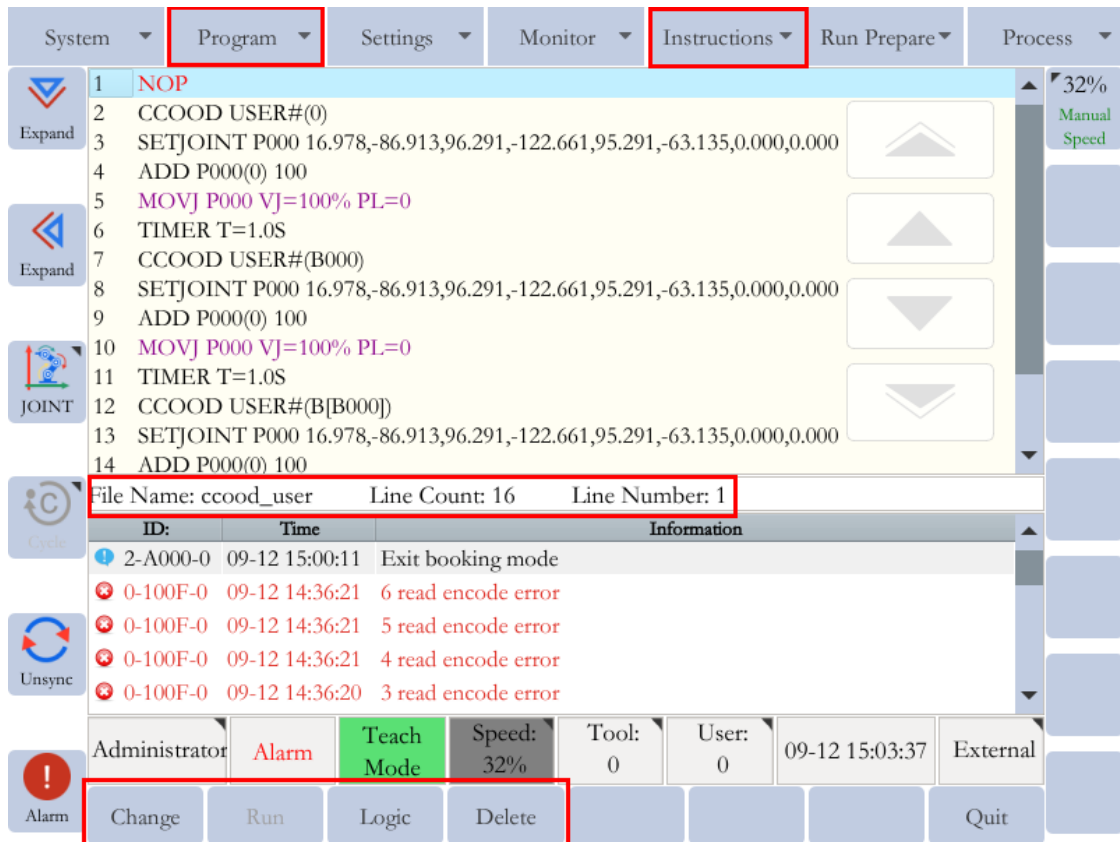 System Program Settings Monitor Instructions Run Prepare Process
Expand
Expand
JOINT
Cycle
Unsync
Alarm
1 NOP
2 CCOOD USER#(0)
3 SETJOINT P000 16.978,-86.913,96.291,-122.661,95.291,-63.135,0.000,0.000
4 ADD P000(0) 100
5 MOVJ P000 VJ=100% PL=0
6 TIMER T=1.0S
7 CCOOD USER#(B000)
8 SETJOINT P000 16.978,-86.913,96.291,-122.661,95.291,-63.135,0.000,0.000
9 ADD P000(0) 100
10 MOVJ P000 VJ=100% PL=0
11 TIMER T=1.0S
12 CCOOD USER#(B[B000])
13 SETJOINT P000 16.978,-86.913,96.291,-122.661,95.291,-63.135,0.000,0.000
14 ADD P000(0) 100
32%
Manual
Speed
File Name: ccood_user Line Count: 16 Line Number: 1
ID: Time Information
2-A000-0 09-12 15:00:11 Exit booking mode
0-100F-0 09-12 14:36:21 6 read encode error
0-100F-0 09-12 14:36:21 5 read encode error
0-100F-0 09-12 14:36:21 4 read encode error
0-100F-0 09-12 14:36:20 3 read encode error
Administrator Alarm Teach Mode Speed: 32% Tool: 0 User: 0 09-12 15:03:37 External
Change Run Logic Delete Quit